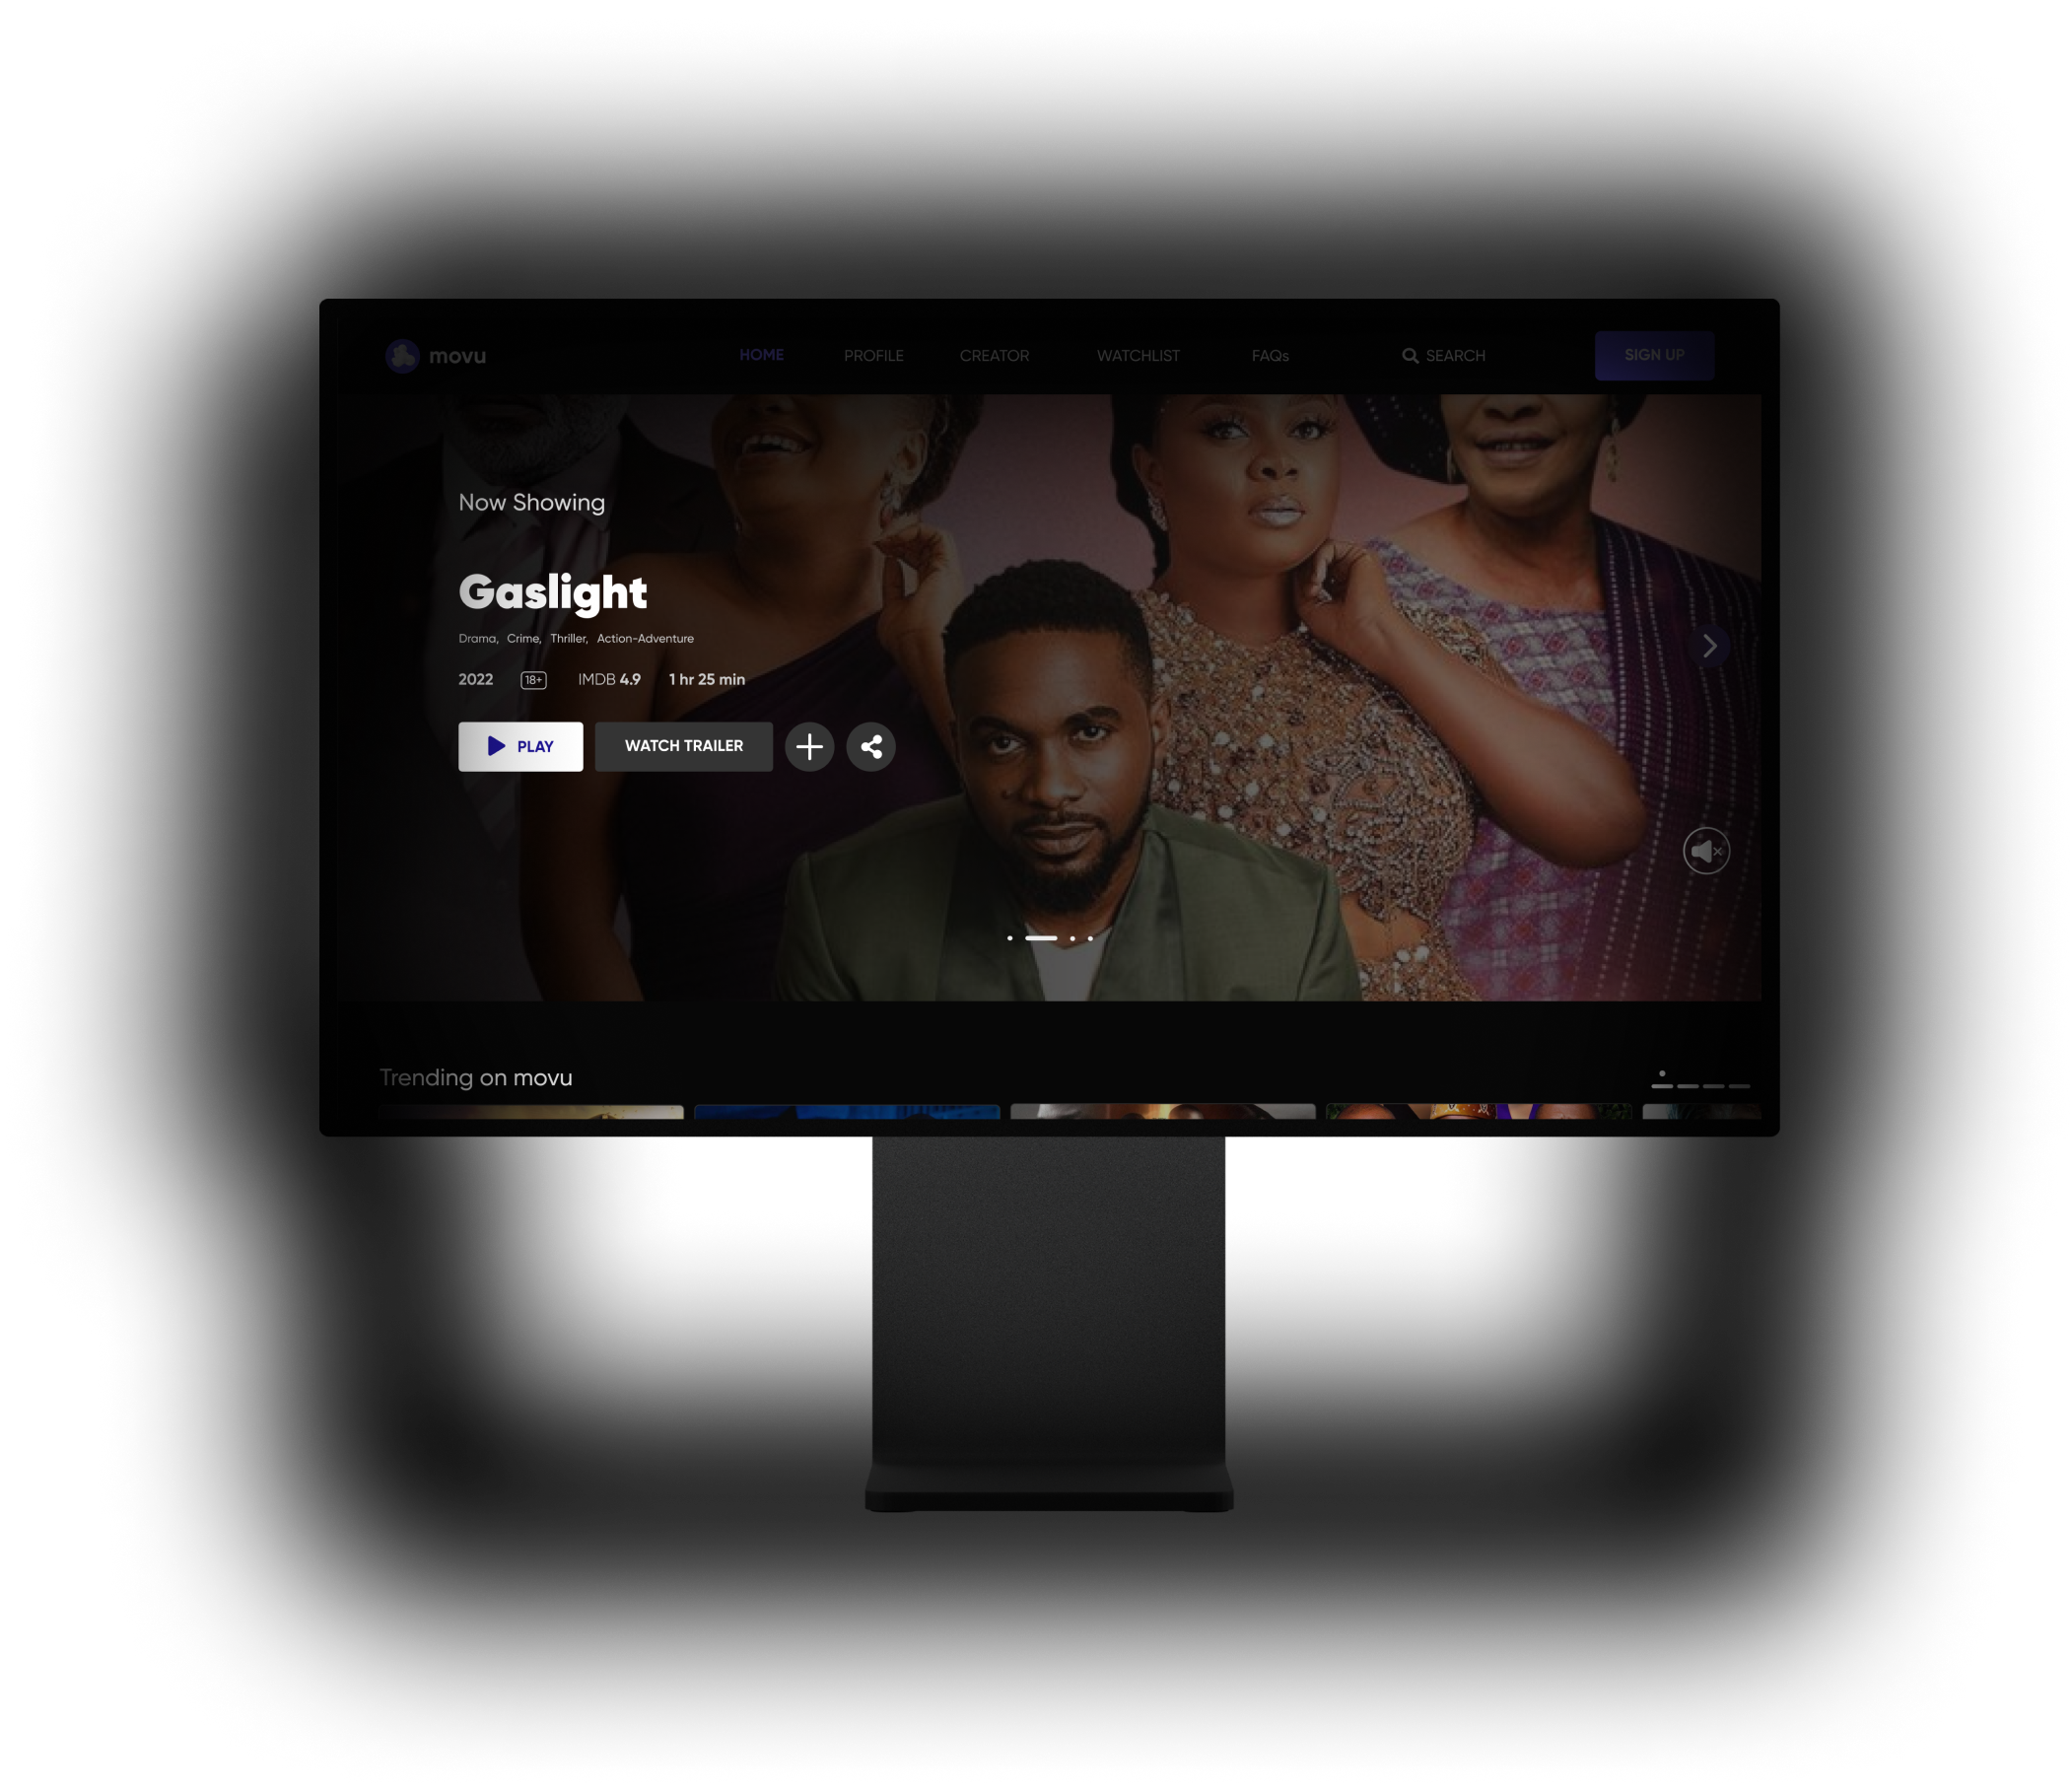 movu HOME PROFILE CREATOR WATCHLIST FAQs SEARCH SIGN UP
Now Showing
Gaslight
Drama, Crime, Thriller, Action-Adventure
2022 18+ IMDB 4.9 1 hr 25 min
PLAY WATCH TRAILER
Trending on movu